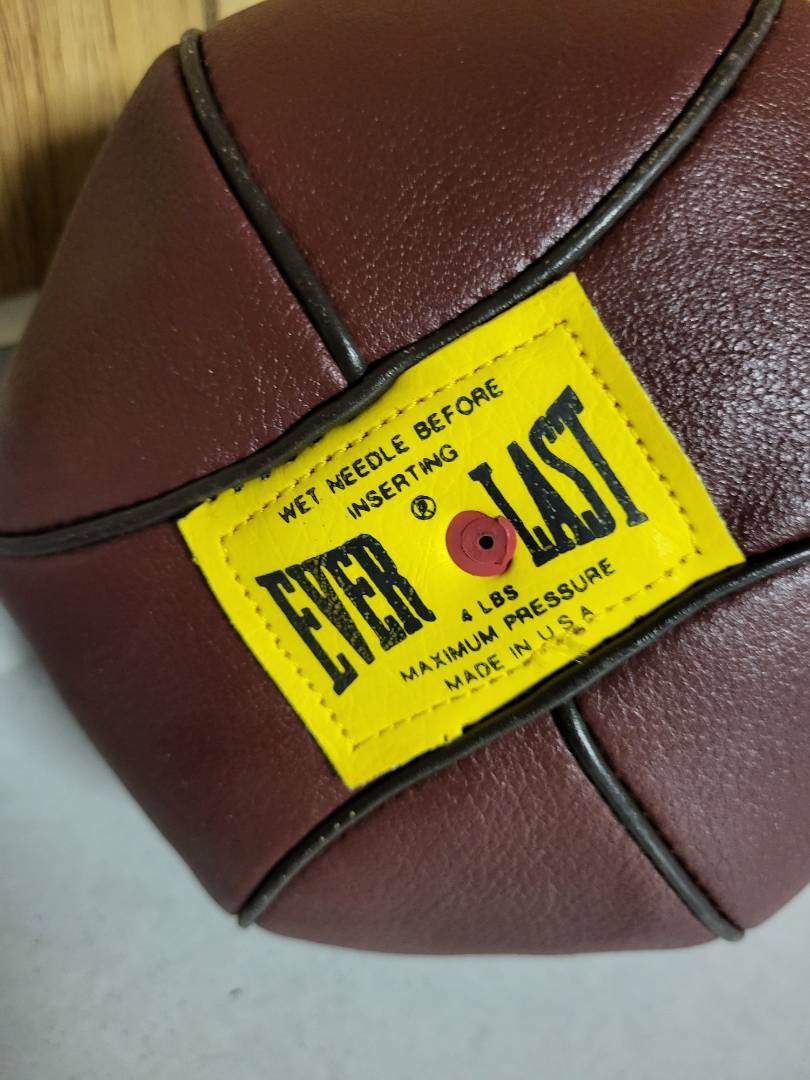 WET NEEDLE BEFORE
INSERTING
EVER LAST ®
4 LBS
MAXIMUM PRESSURE
MADE IN U.S.A